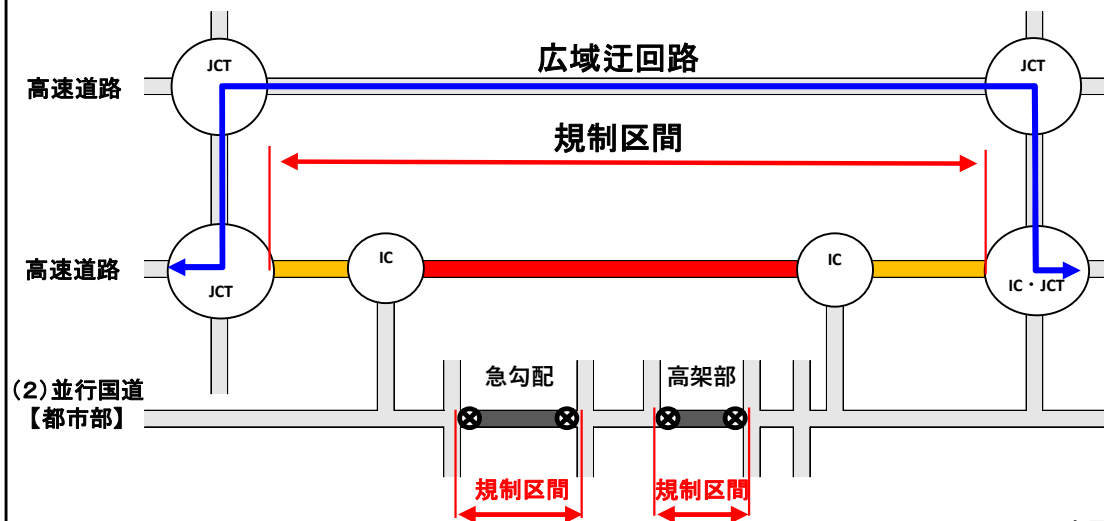 広域迂回路
JCT
JCT
高速道路
規制区間
高速道路
IC
IC
JCT
IC・JCT
(2)並行国道
【都市部】
急勾配
高架部
規制区間
規制区間